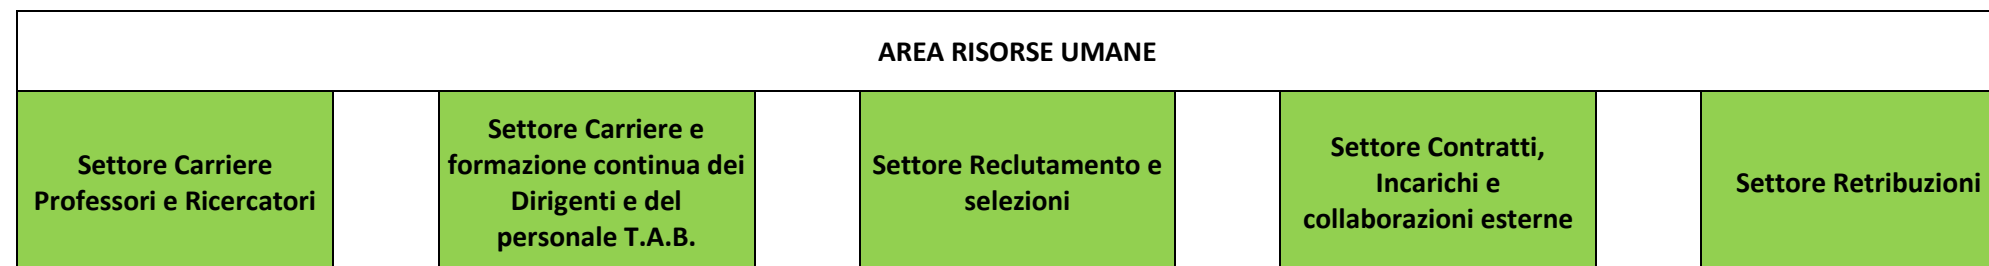 AREA RISORSE UMANE
Settore Carriere
Professori e Ricercatori
Settore Carriere e
formazione continua dei
Dirigenti e del
personale T.A.B.
Settore Reclutamento e
selezioni
Settore Contratti,
Incarichi e
collaborazioni esterne
Settore Retribuzioni